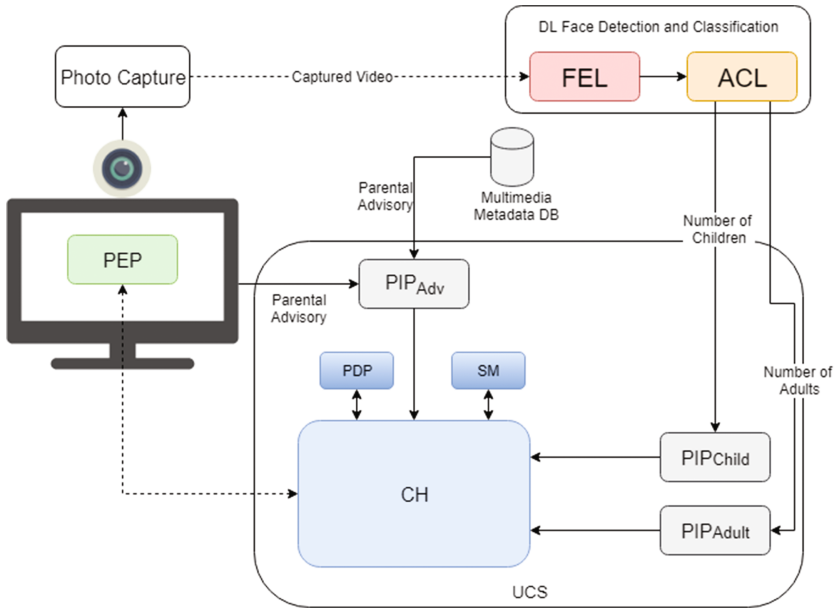 DL Face Detection and Classification
Photo Capture
Captured Video
FEL
ACL
Multimedia
Metadata DB
Parental
Advisory
Number of
Children
PEP
PIPAdv
Parental
Advisory
PDP
SM
Number of
Adults
PIPChild
CH
PIPAdult
UCS